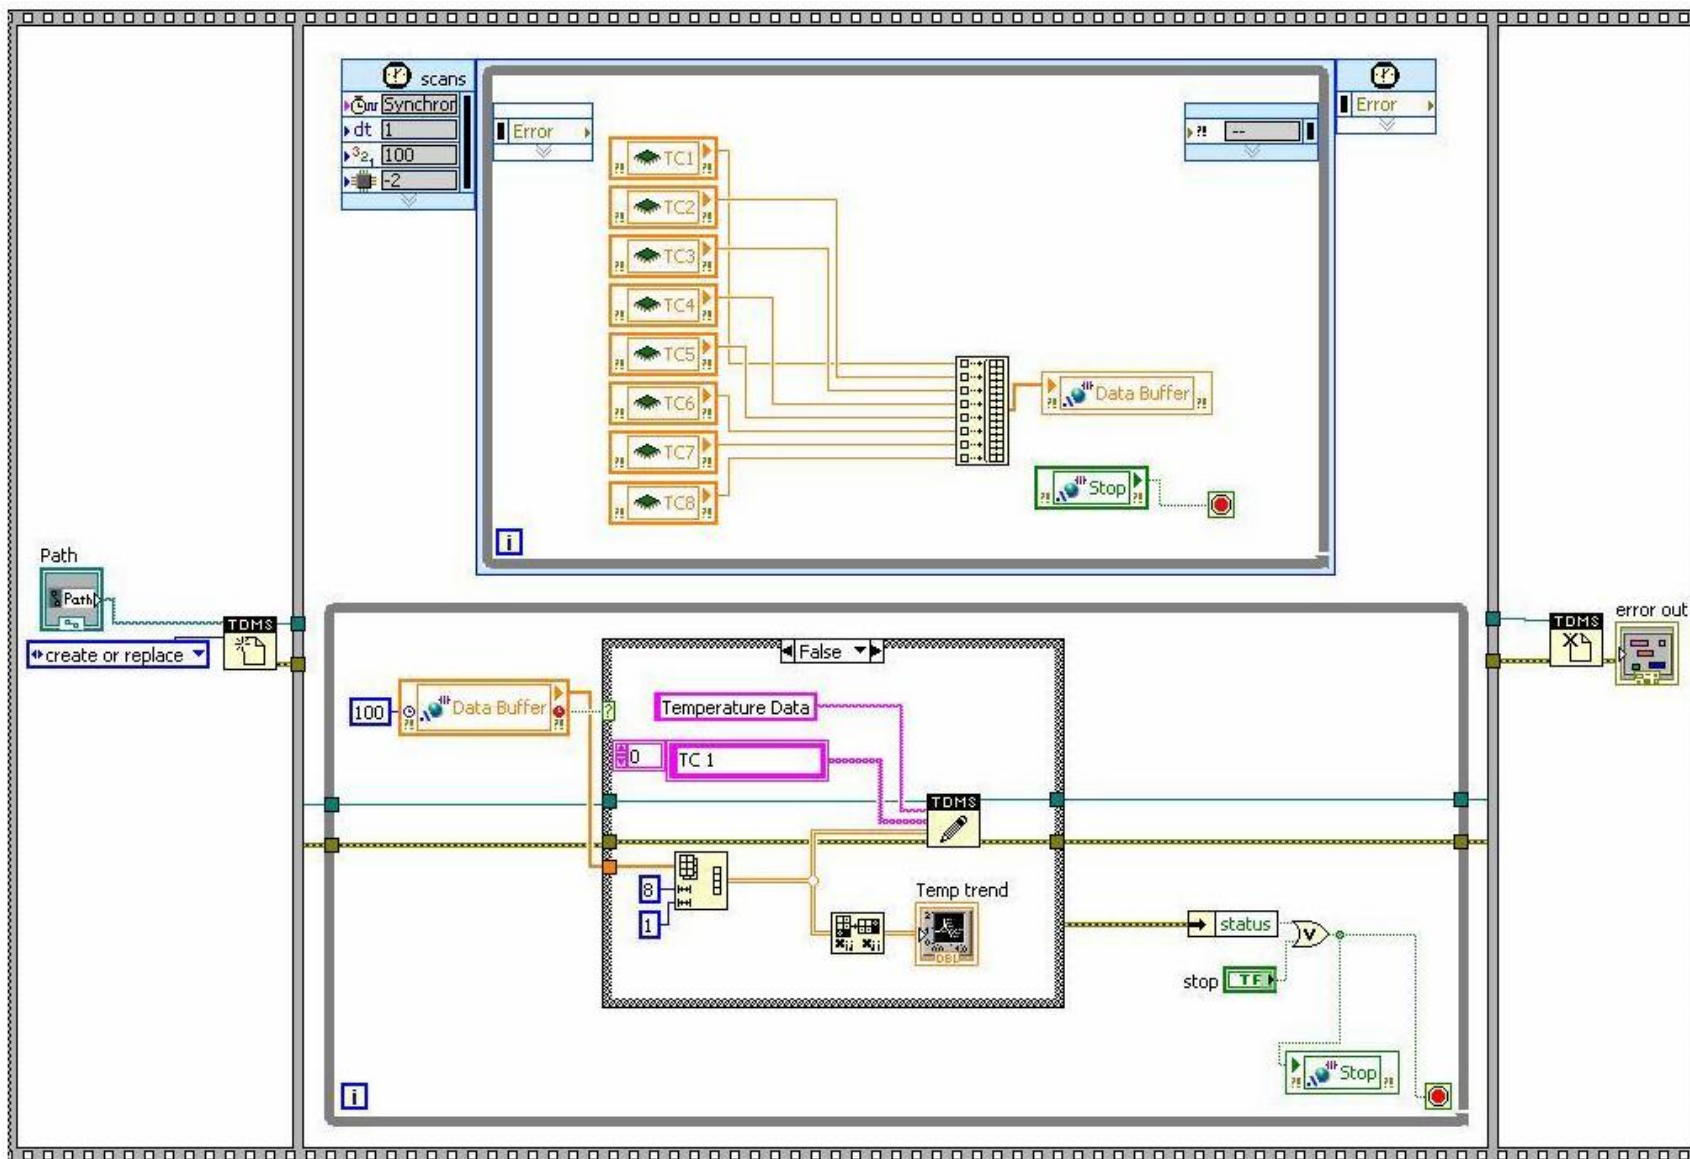 scans
Synchror
dt 1
100
-2
Error
--
Error
TC1
TC2
TC3
TC4
TC5
TC6
TC7
TC8
Data Buffer
Stop
i
Path
Path
create or replace
TDMS
False
100
Data Buffer
?
Temperature Data
0
TC 1
TDMS
8
1
Temp trend
DBL
status
V
stop
TF
Stop
i
TDMS
error out